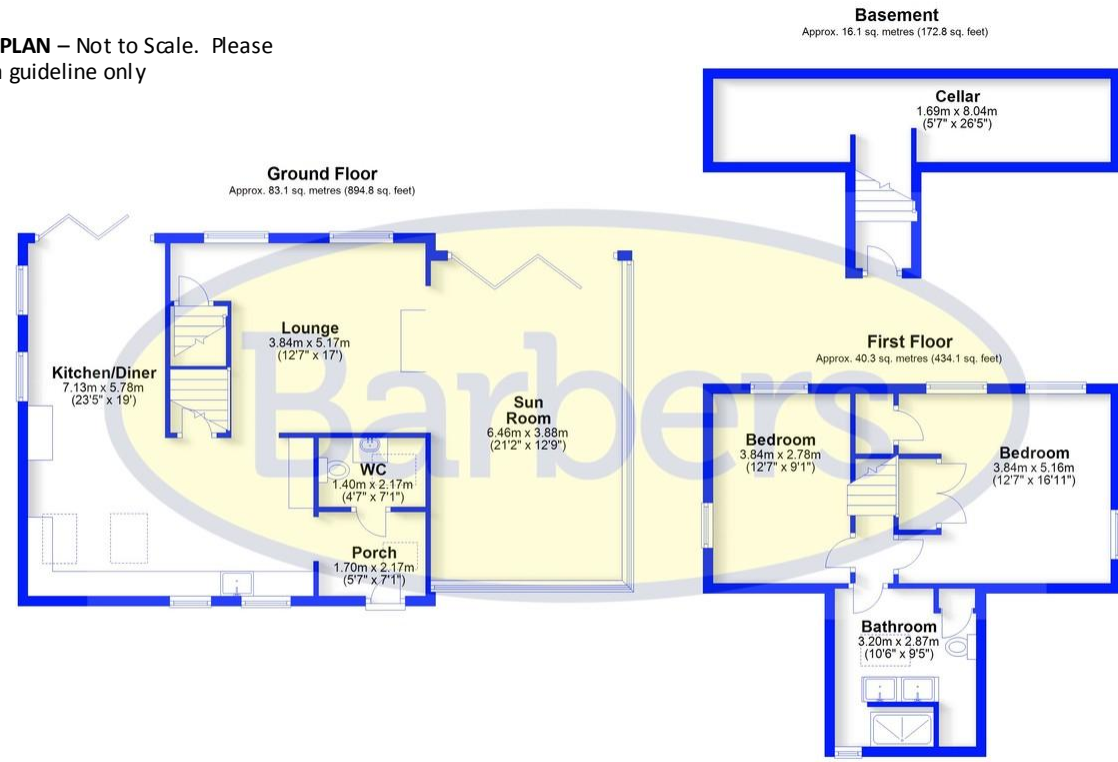 PLAN – Not to Scale. Please
guideline only
Basement
Approx. 16.1 sq. metres (172.8 sq. feet)
Cellar
1.69m x 8.04m
(5'7" x 26'5")
Ground Floor
Approx. 83.1 sq. metres (894.8 sq. feet)
Lounge
3.84m x 5.17m
(12'7" x 17')
Kitchen/Diner
7.13m x 5.78m
(23'5" x 19')
Sun
Room
6.46m x 3.88m
(21'2" x 12'9")
WC
1.40m x 2.17m
(4'7" x 7'1")
Porch
1.70m x 2.17m
(5'7" x 7'1")
Barbers
First Floor
Approx. 40.3 sq. metres (434.1 sq. feet)
Bedroom
3.84m x 2.78m
(12'7" x 9'1")
Bedroom
3.84m x 5.16m
(12'7" x 16'11")
Bathroom
3.20m x 2.87m
(10'6" x 9'5")